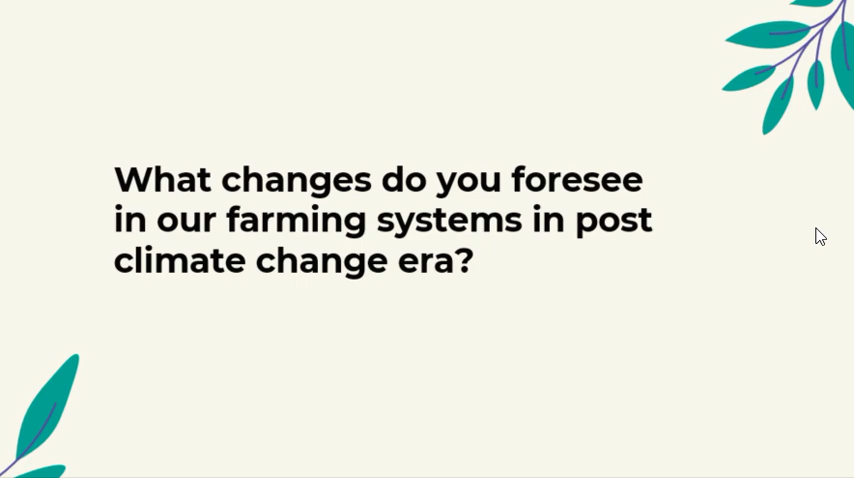 What changes do you foresee
in our farming systems in post
climate change era?